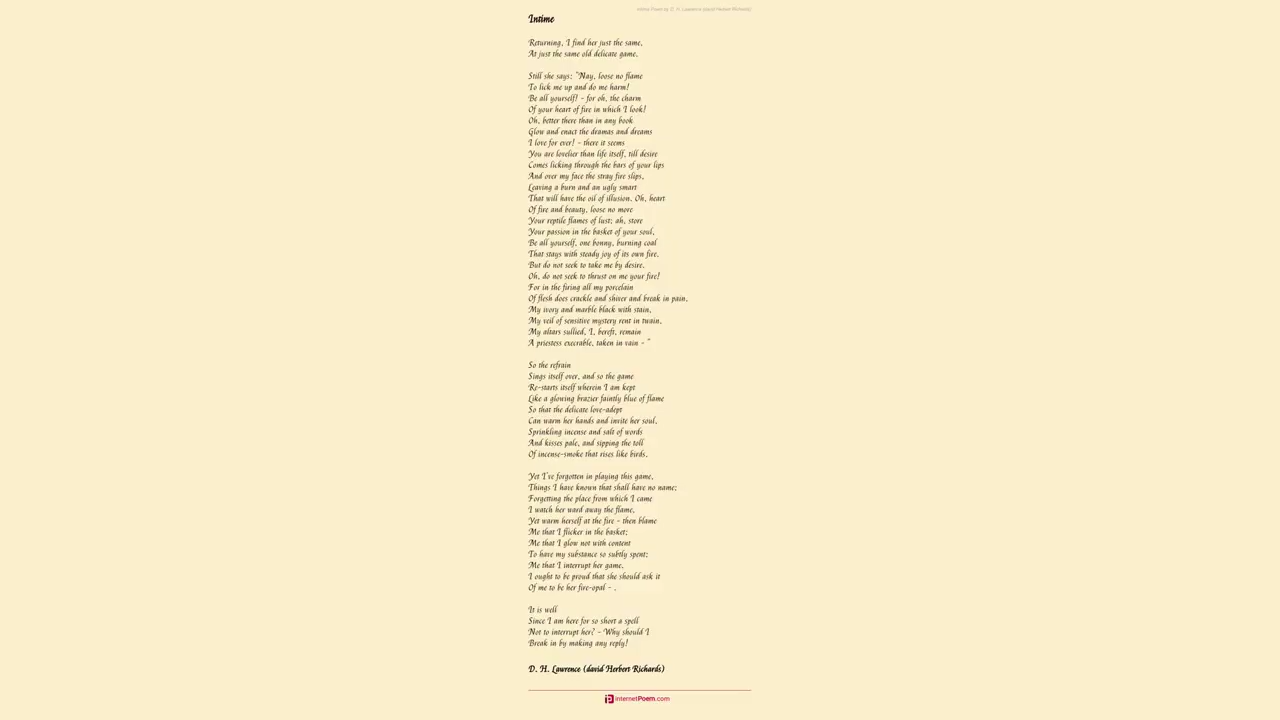 Intime Poem by D. H. Lawrence (david Herbert Richards)
Intime
Returning, I find her just the same,
At just the same old delicate game.
Still she says: "Nay, loose no flame
To lick me up and do me harm!
Be all yourself! - for oh, the charm
Of your heart of fire in which I look!
Oh, better there than in any book
Glow and enact the dramas and dreams
I love for ever! - there it seems
You are lovelier than life itself, till desire
Comes licking through the bars of your lips
And over my face the stray fire slips,
Leaving a burn and an ugly smart
That will have the oil of illusion. Oh, heart
Of fire and beauty, loose no more
Your reptile flames of lust; ah, store
Your passion in the basket of your soul,
Be all yourself, one bonny, burning coal
That stays with steady joy of its own fire.
But do not seek to take me by desire.
Oh, do not seek to thrust on me your fire!
For in the firing all my porcelain
Of flesh does crackle and shiver and break in pain,
My ivory and marble black with stain,
My veil of sensitive mystery rent in twain,
My altars sullied, I, bereft, remain
A priestess execrable, taken in vain - "
So the refrain
Sings itself over, and so the game
Re-starts itself wherein I am kept
Like a glowing brazier faintly blue of flame
So that the delicate love-adept
Can warm her hands and invite her soul,
Sprinkling incense and salt of words
And kisses pale, and sipping the toll
Of incense-smoke that rises like birds.
Yet I've forgotten in playing this game,
Things I have known that shall have no name;
Forgetting the place from which I came
I watch her ward away the flame,
Yet warm herself at the fire - then blame
Me that I flicker in the basket;
Me that I glow not with content
To have my substance so subtly spent;
Me that I interrupt her game.
I ought to be proud that she should ask it
Of me to be her fire-opal - .
It is well
Since I am here for so short a spell
Not to interrupt her? - Why should I
Break in by making any reply!
D. H. Lawrence (david Herbert Richards)
internetPoem.com